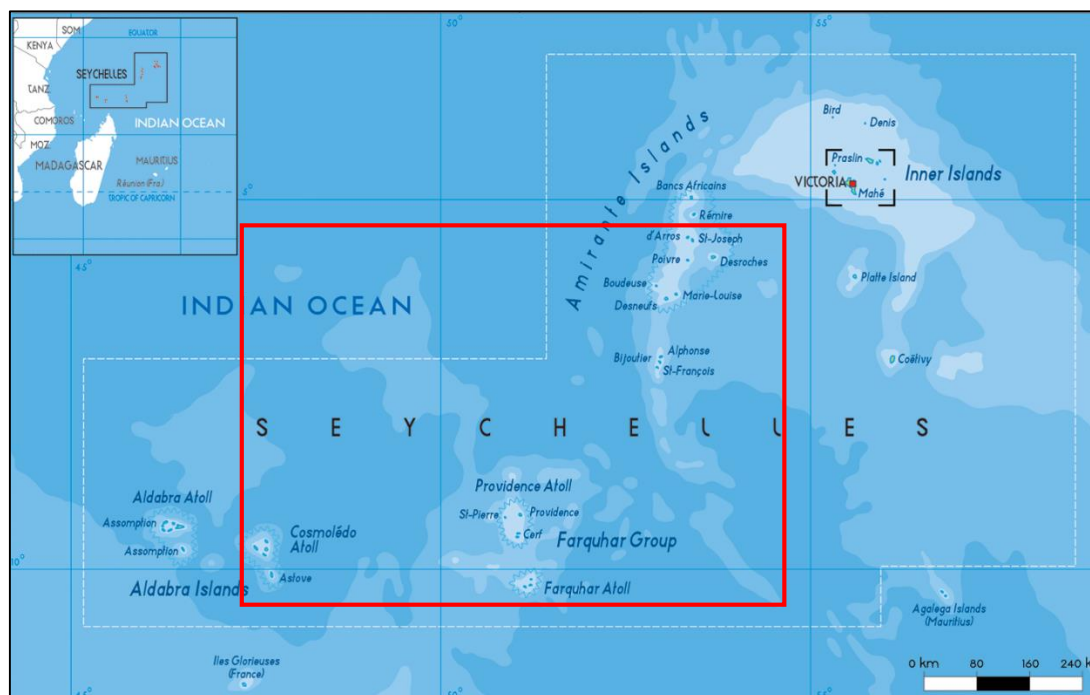 50°
55°
SOM
KENYA
EQUATOR
SEYCHELLES
TANZ
COMOROS
INDIAN OCEAN
MOZ
MADAGASCAR
MAURITIUS
Réunion (Fra.)
TROPIC OF CAPRICORN
45°
5°
Bird
Denis
Praslin
Inner Islands
VICTORIA
Mahé
Amirante Islands
Bancs Africains
Rémire
d'Arros
St-Joseph
Poivre
Desroches
Boudeuse
Marie-Louise
Desneufs
Platte Island
INDIAN OCEAN
Alphonse
Bijoutier
St-François
Coëtivy
S E Y C H E L L E S
Aldabra Atoll
Assomption
Assomption
Cosmolédo
Atoll
Astove
Aldabra Islands
Providence Atoll
St-Pierre
Providence
Cerf
Farquhar Group
Farquhar Atoll
10°
Agalega Islands
(Mauritius)
Iles Glorieuses
(France)
45°
50°
55°
0 km 80 160 240 k